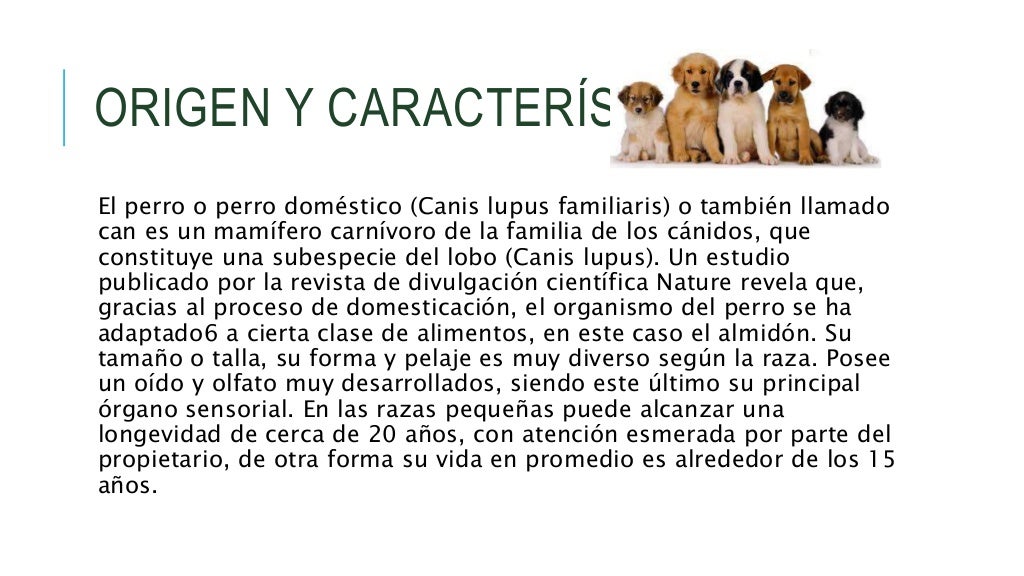 ORIGEN Y CARACTERÍS
El perro o perro doméstico (Canis lupus familiaris) o también llamado
can es un mamífero carnívoro de la familia de los cánidos, que
constituye una subespecie del lobo (Canis lupus). Un estudio
publicado por la revista de divulgación científica Nature revela que,
gracias al proceso de domesticación, el organismo del perro se ha
adaptado6 a cierta clase de alimentos, en este caso el almidón. Su
tamaño o talla, su forma y pelaje es muy diverso según la raza. Posee
un oído y olfato muy desarrollados, siendo este último su principal
órgano sensorial. En las razas pequeñas puede alcanzar una
longevidad de cerca de 20 años, con atención esmerada por parte del
propietario, de otra forma su vida en promedio es alrededor de los 15
años.